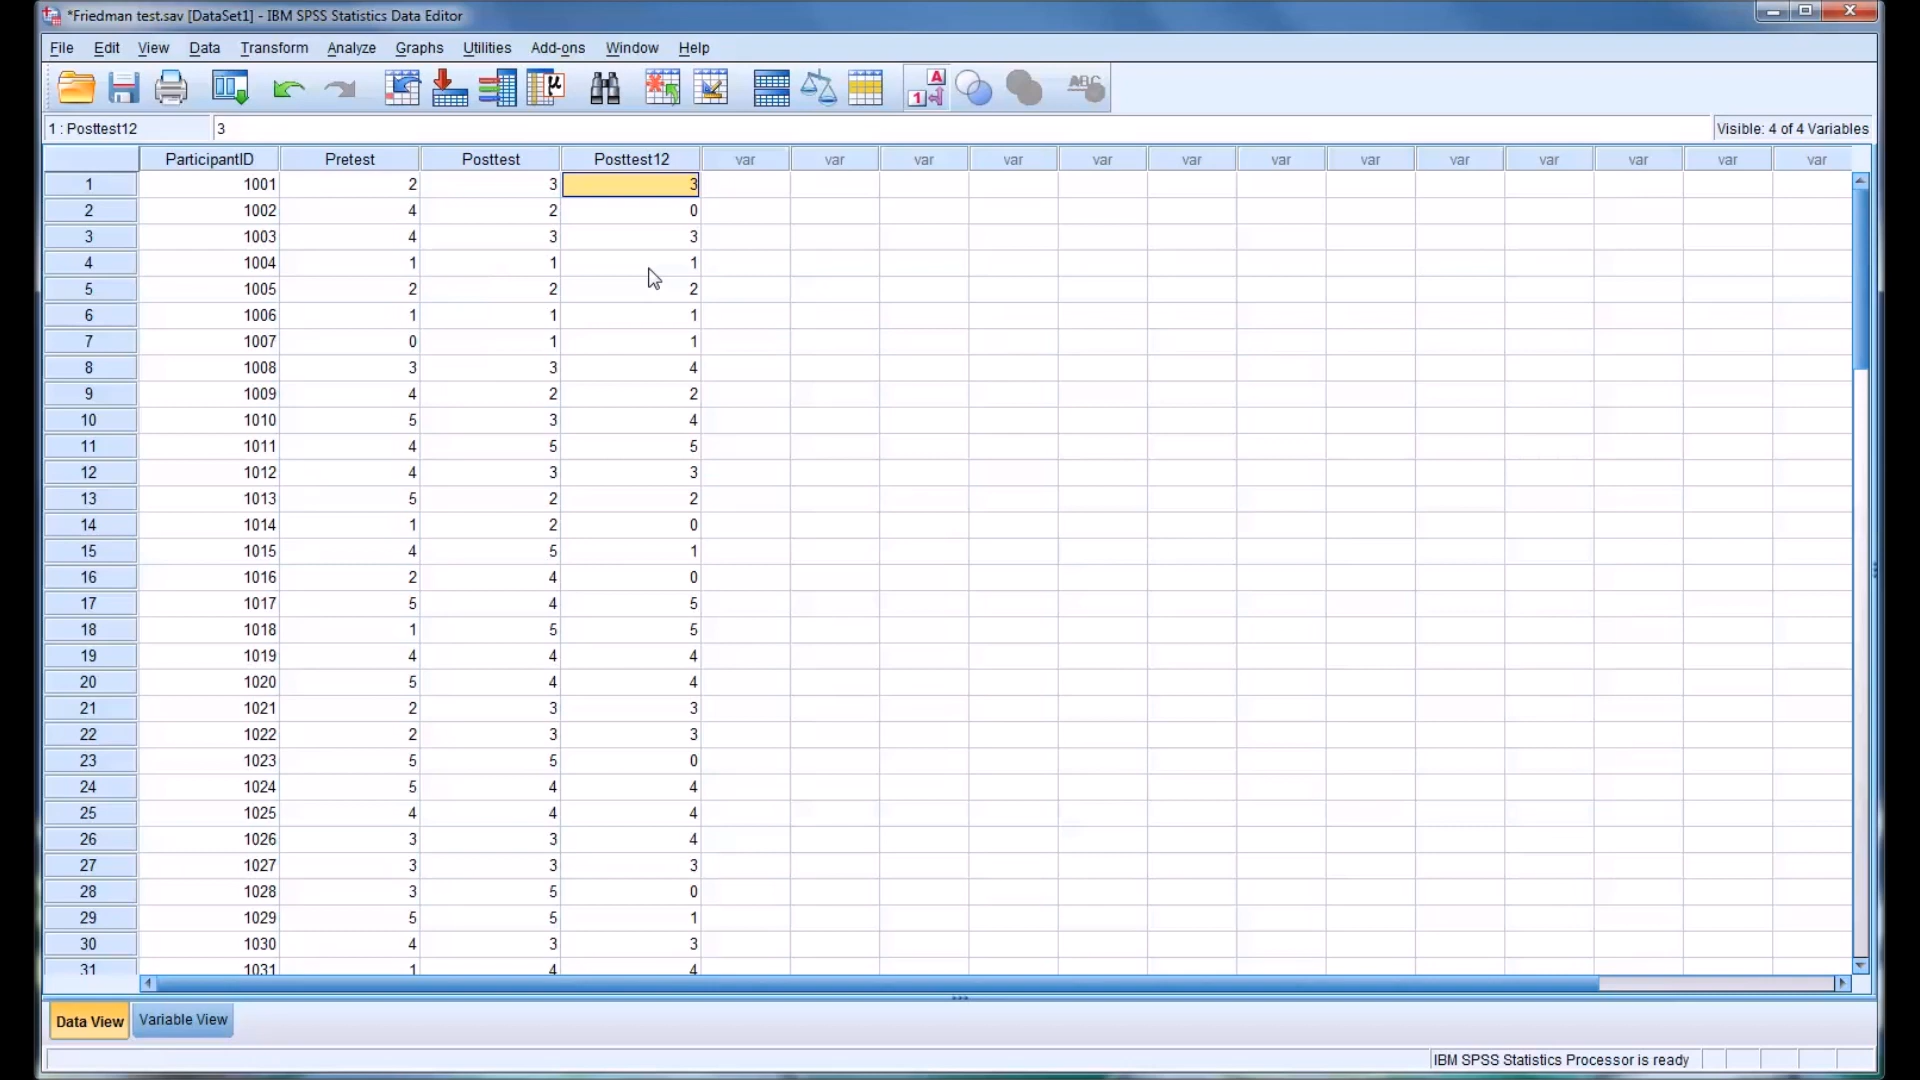 *Friedman test.sav [DataSet1] - IBM SPSS Statistics Data Editor
File Edit View Data Transform Analyze Graphs Utilities Add-ons Window Help
1 : Posttest12 3 Visible: 4 of 4 Variables
ParticipantID Pretest Posttest Posttest12 var var var var var var var var var var var var var
1 1001 2 3 3
2 1002 4 2 0
3 1003 4 3 3
4 1004 1 1 1
5 1005 2 2 2
6 1006 1 1 1
7 1007 0 1 1
8 1008 3 3 4
9 1009 4 2 2
10 1010 5 3 4
11 1011 4 5 5
12 1012 4 3 3
13 1013 5 2 2
14 1014 1 2 0
15 1015 4 5 1
16 1016 2 4 0
17 1017 5 4 5
18 1018 1 5 5
19 1019 4 4 4
20 1020 5 4 4
21 1021 2 3 3
22 1022 2 3 3
23 1023 5 5 0
24 1024 5 4 4
25 1025 4 4 4
26 1026 3 3 4
27 1027 3 3 3
28 1028 3 5 0
29 1029 5 5 1
30 1030 4 3 3
31 1031 1 4 4
Data View Variable View
IBM SPSS Statistics Processor is ready